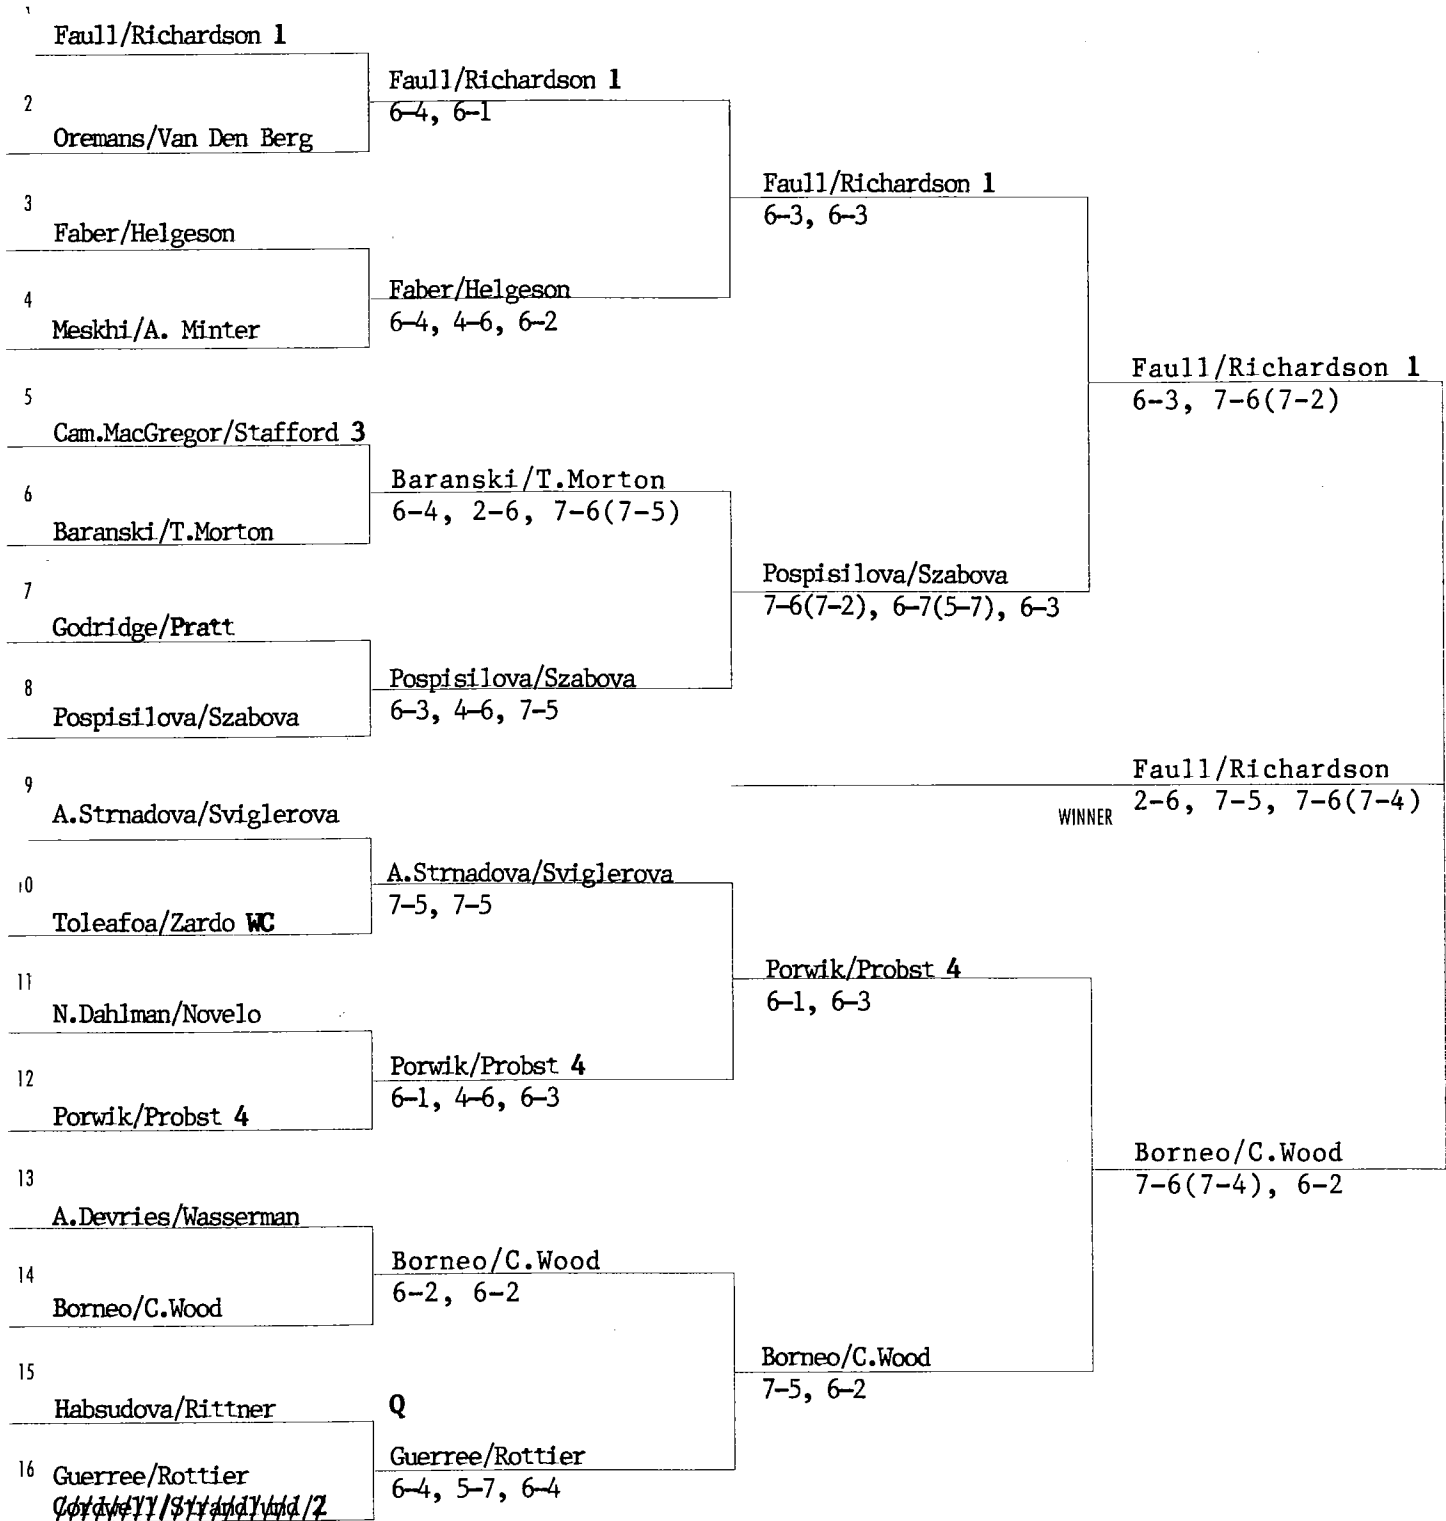 1
Faull/Richardson 1
2
Oremans/Van Den Berg
3
Faber/Helgeson
4
Meskhi/A. Minter
5
Cam.MacGregor/Stafford 3
6
Baranski/T.Morton
7
Godridge/Pratt
8
Pospisilova/Szabova
9
A.Strnadova/Sviglerova
10
Toleafoa/Zardo WC
11
N.Dahlman/Novelo
12
Porwik/Probst 4
13
A.Devries/Wasserman
14
Borneo/C.Wood
15
Habsudova/Rittner
16 Guerree/Rottier
Cordwell/Strandlund 2
Faull/Richardson 1
6-4, 6-1
Faber/Helgeson
6-4, 4-6, 6-2
Baranski/T.Morton
6-4, 2-6, 7-6(7-5)
Pospisilova/Szabova
6-3, 4-6, 7-5
A.Strnadova/Sviglerova
7-5, 7-5
Porwik/Probst 4
6-1, 4-6, 6-3
Borneo/C.Wood
6-2, 6-2
Q
Guerree/Rottier
6-4, 5-7, 6-4
Faull/Richardson 1
6-3, 6-3
Pospisilova/Szabova
7-6(7-2), 6-7(5-7), 6-3
Porwik/Probst 4
6-1, 6-3
Borneo/C.Wood
7-5, 6-2
Faull/Richardson 1
6-3, 7-6(7-2)
Borneo/C.Wood
7-6(7-4), 6-2
Faull/Richardson
WINNER 2-6, 7-5, 7-6(7-4)